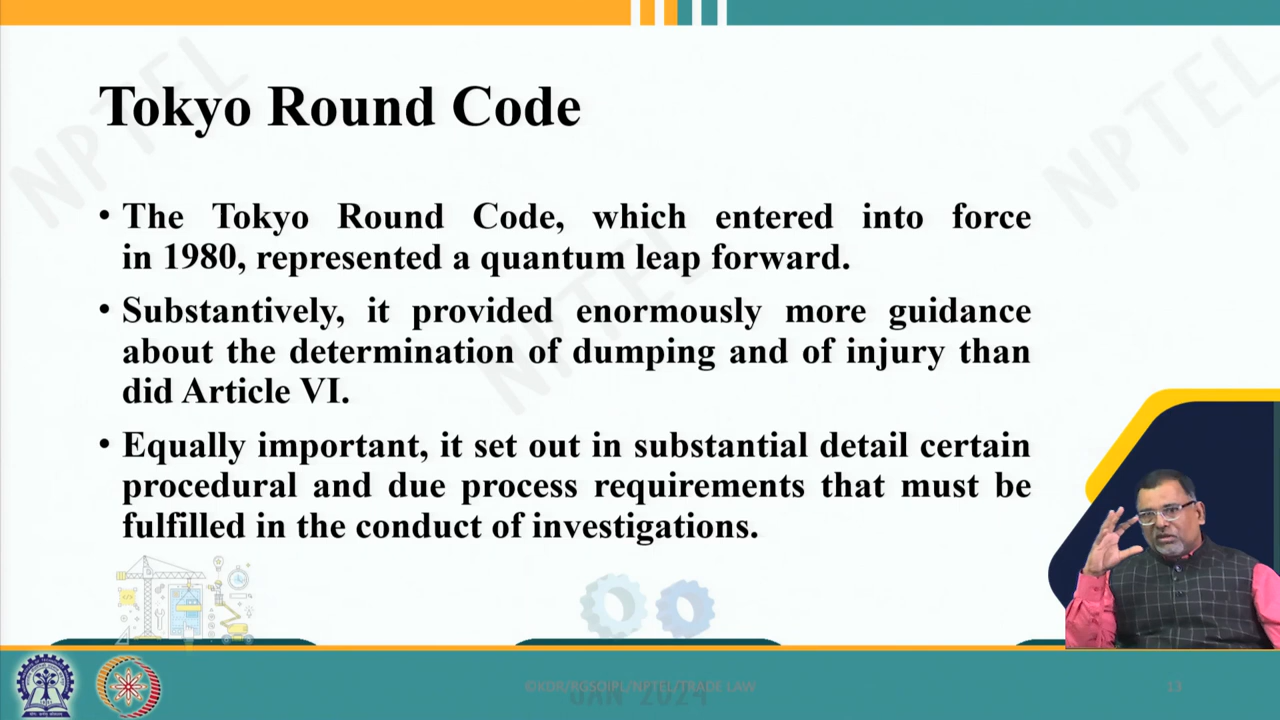 Tokyo Round Code
• The Tokyo Round Code, which entered into force
in 1980, represented a quantum leap forward.
• Substantively, it provided enormously more guidance
about the determination of dumping and of injury than
did Article VI.
• Equally important, it set out in substantial detail certain
procedural and due process requirements that must be
fulfilled in the conduct of investigations.
NPTEL
NPTEL
NPTEL
©KDR/RGSOIPL/NPTEL/TRADE LAW
JAN 2024
13